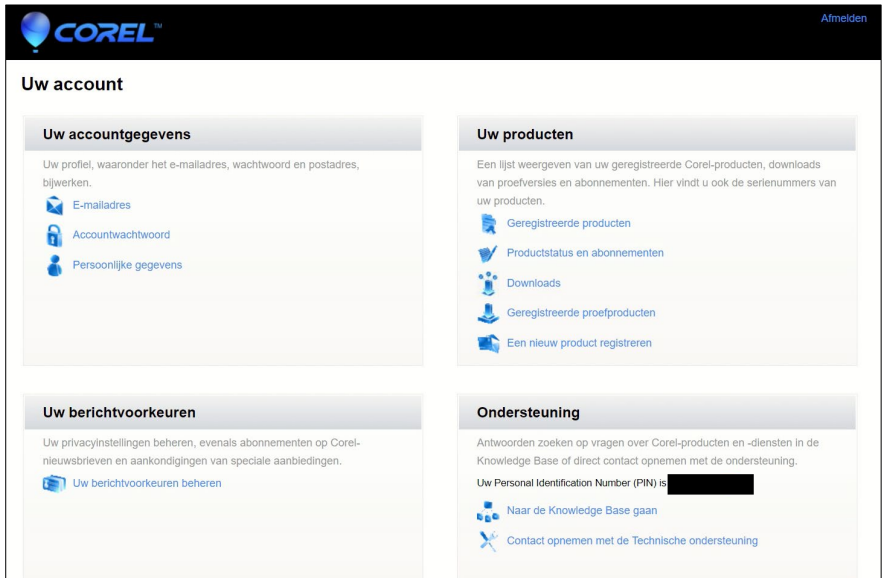 COREL™
Afmelden
Uw account
Uw accountgegevens
Uw profiel, waaronder het e-mailadres, wachtwoord en postadres,
bijwerken.
E-mailadres
Accountwachtwoord
Persoonlijke gegevens
Uw producten
Een lijst weergeven van uw geregistreerde Corel-producten, downloads
van proefversies en abonnementen. Hier vindt u ook de serienummers van
uw producten.
Geregistreerde producten
Productstatus en abonnementen
Downloads
Geregistreerde proefproducten
Een nieuw product registreren
Uw berichtvoorkeuren
Uw privacyinstellingen beheren, evenals abonnementen op Corel-
nieuwsbrieven en aankondigingen van speciale aanbiedingen.
Uw berichtvoorkeuren beheren
Ondersteuning
Antwoorden zoeken op vragen over Corel-producten en -diensten in de
Knowledge Base of direct contact opnemen met de ondersteuning.
Uw Personal Identification Number (PIN) is
Naar de Knowledge Base gaan
Contact opnemen met de Technische ondersteuning